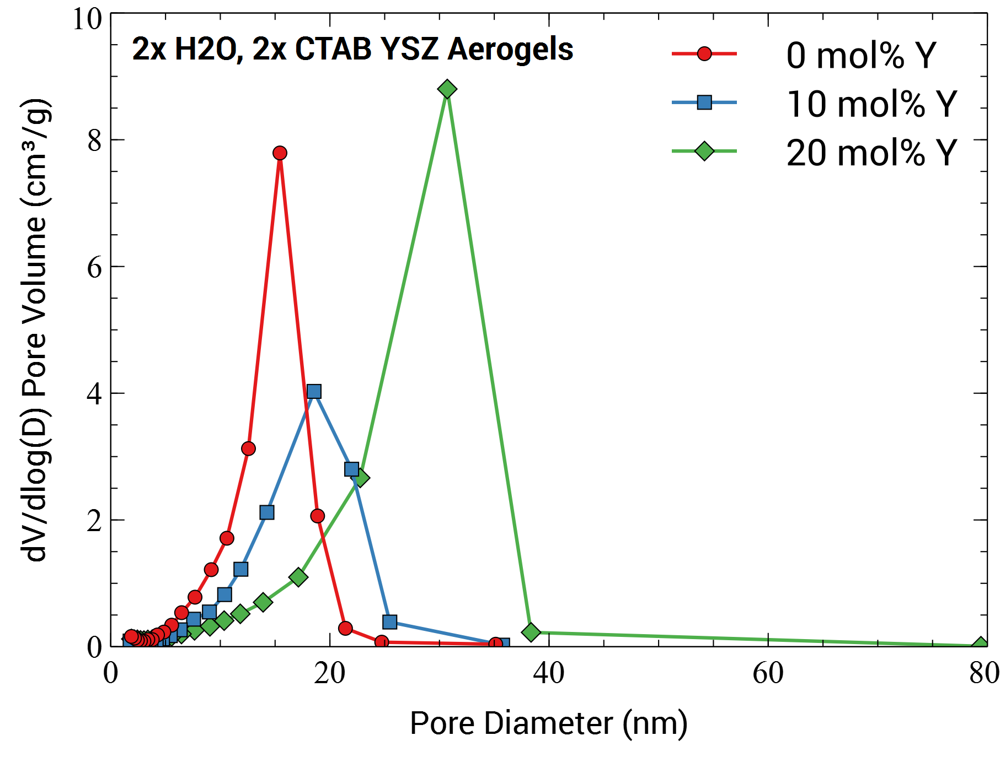 10
2x H2O, 2x CTAB YSZ Aerogels
0 mol% Y
10 mol% Y
20 mol% Y
8
6
4
2
0
dV/dlog(D) Pore Volume (cm³/g)
0 20 40 60 80
Pore Diameter (nm)